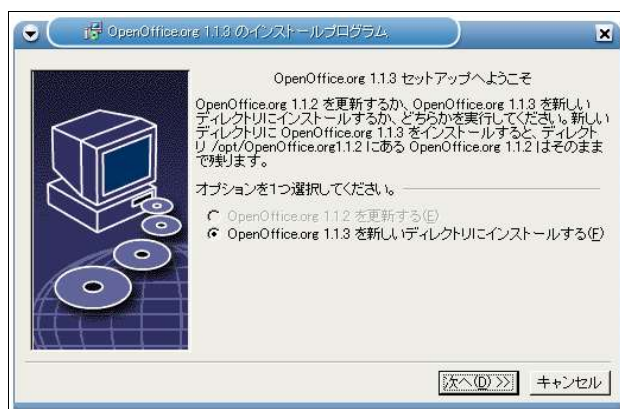 OpenOffice.org 1.1.3 のインストールプログラム
OpenOffice.org 1.1.3 セットアップへようこそ
OpenOffice.org 1.1.2 を更新するか、OpenOffice.org 1.1.3 を新しい
ディレクトリにインストールするか、どちらかを実行してください。新しい
ディレクトリに OpenOffice.org 1.1.3 をインストールすると、ディレクト
リ /opt/OpenOffice.org1.1.2 にある OpenOffice.org 1.1.2 はそのまま
で残ります。
オプションを1つ選択してください。
OpenOffice.org 1.1.2 を更新する(E)
OpenOffice.org 1.1.3 を新しいディレクトリにインストールする(F)
次へ(D) >>
キャンセル